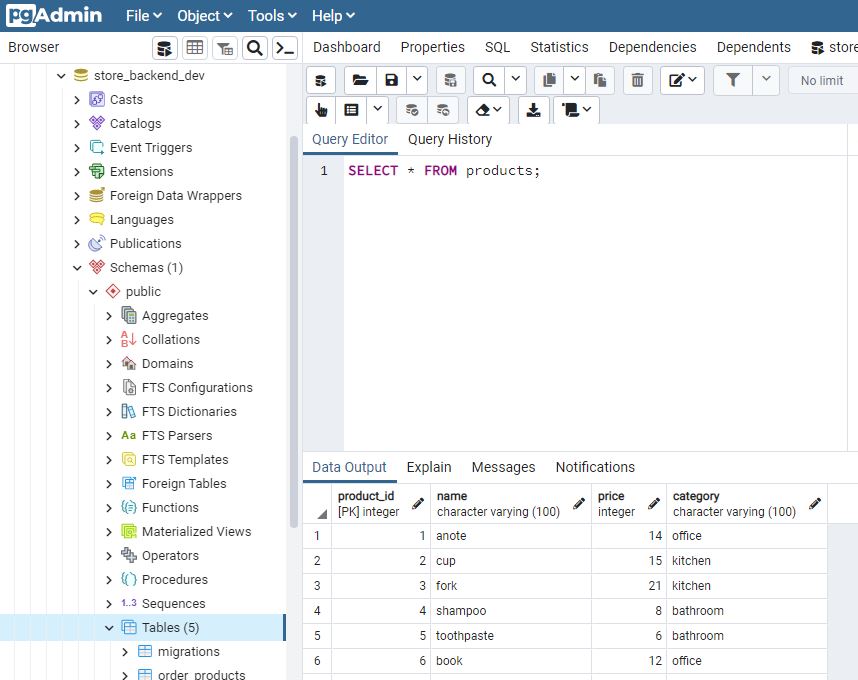 pgAdmin File Object Tools Help
Browser Dashboard Properties SQL Statistics Dependencies Dependents store
No limit
store_backend_dev
Casts
Catalogs
Event Triggers
Extensions
Foreign Data Wrappers
Languages
Publications
Schemas (1)
public
Aggregates
Collations
Domains
FTS Configurations
FTS Dictionaries
Aa FTS Parsers
FTS Templates
Foreign Tables
Functions
Materialized Views
Operators
Procedures
1..3 Sequences
Tables (5)
migrations
order_products
Query Editor Query History
1 SELECT * FROM products;
Data Output Explain Messages Notifications
product_id name price category
[PK] integer character varying (100) integer character varying (100)
1 1 anote 14 office
2 2 cup 15 kitchen
3 3 fork 21 kitchen
4 4 shampoo 8 bathroom
5 5 toothpaste 6 bathroom
6 6 book 12 office